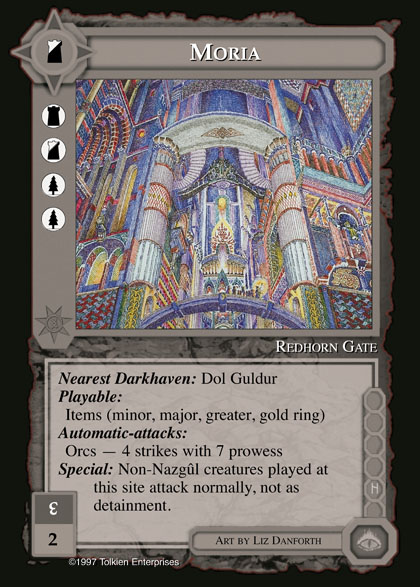 Moria
Redhorn Gate
Nearest Darkhaven: Dol Guldur
Playable:
Items (minor, major, greater, gold ring)
Automatic-attacks:
Orcs — 4 strikes with 7 prowess
Special: Non-Nazgûl creatures played at
this site attack normally, not as
detainment.
H
ε
2
Art by Liz Danforth
©1997 Tolkien Enterprises